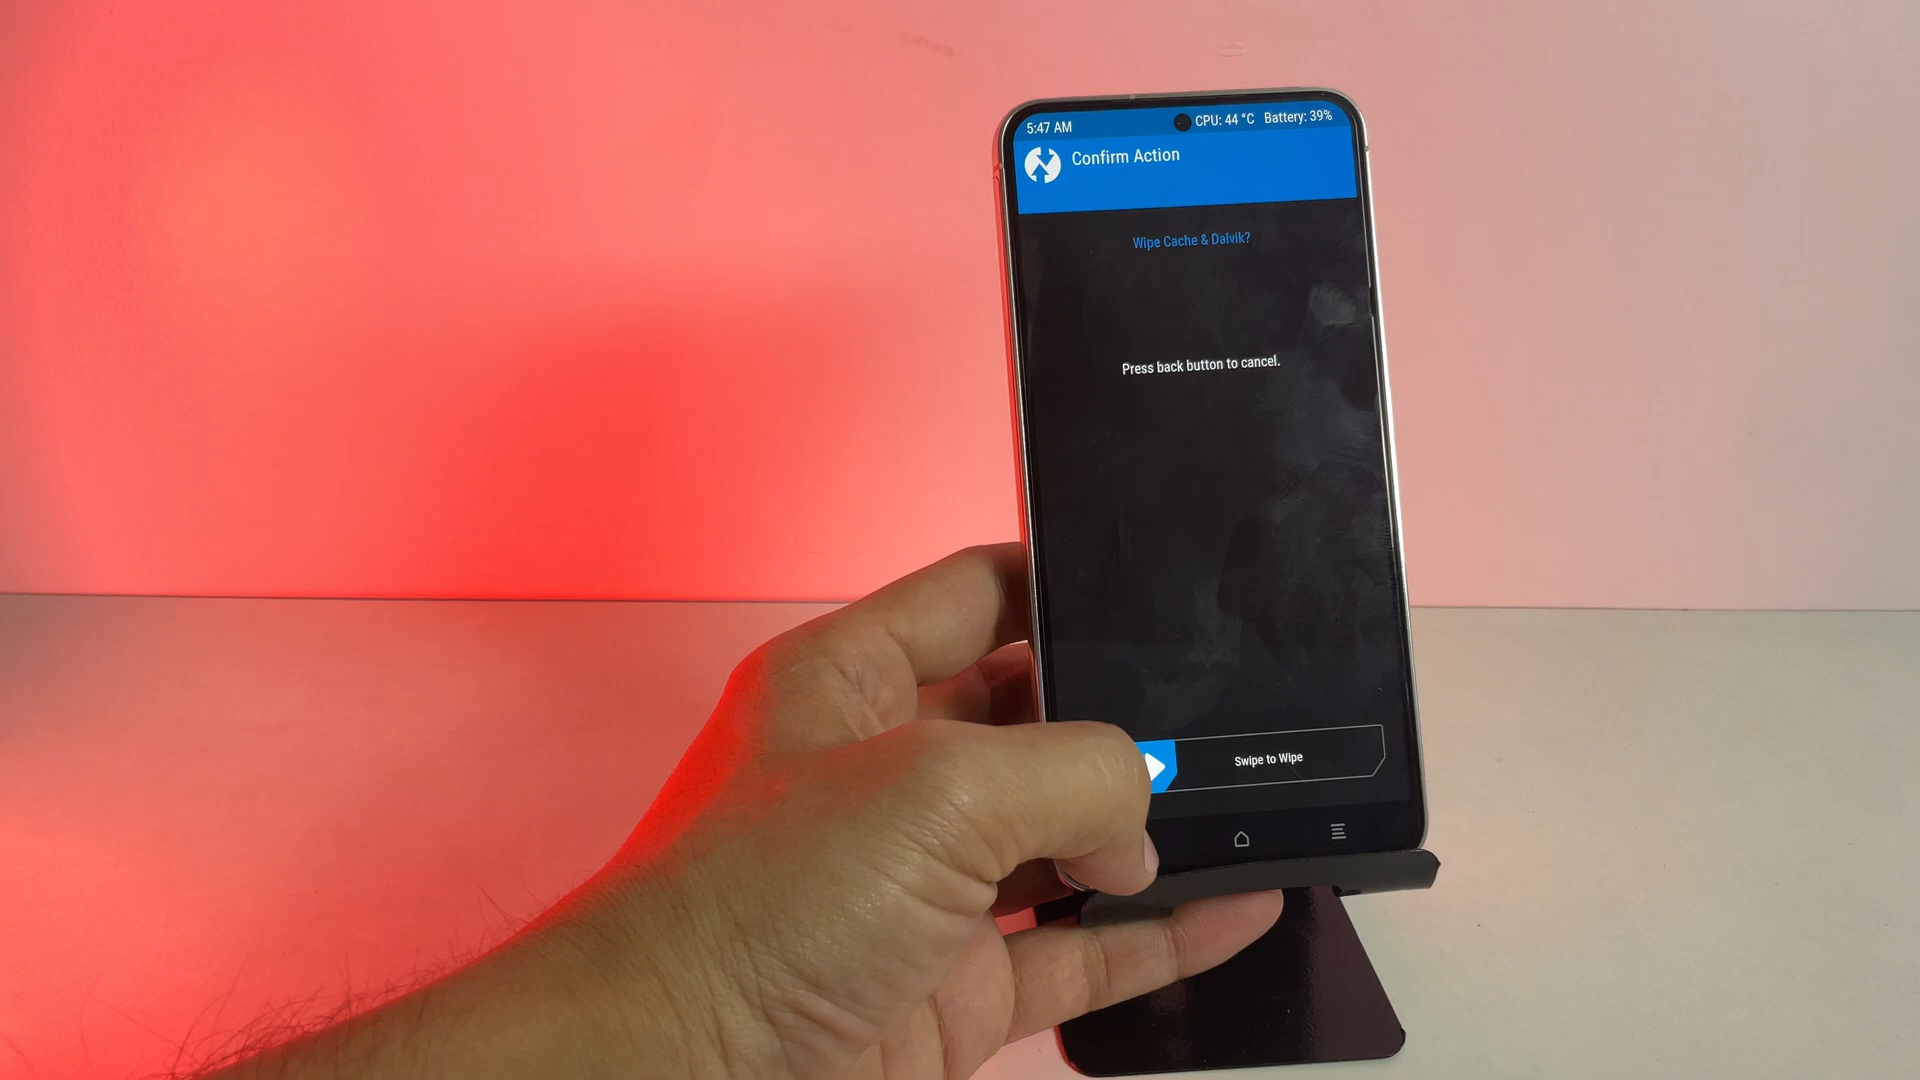 5:47 AM CPU: 44 °C Battery: 39%
Confirm Action
Wipe Cache & Dalvik?
Press back button to cancel.
Swipe to Wipe